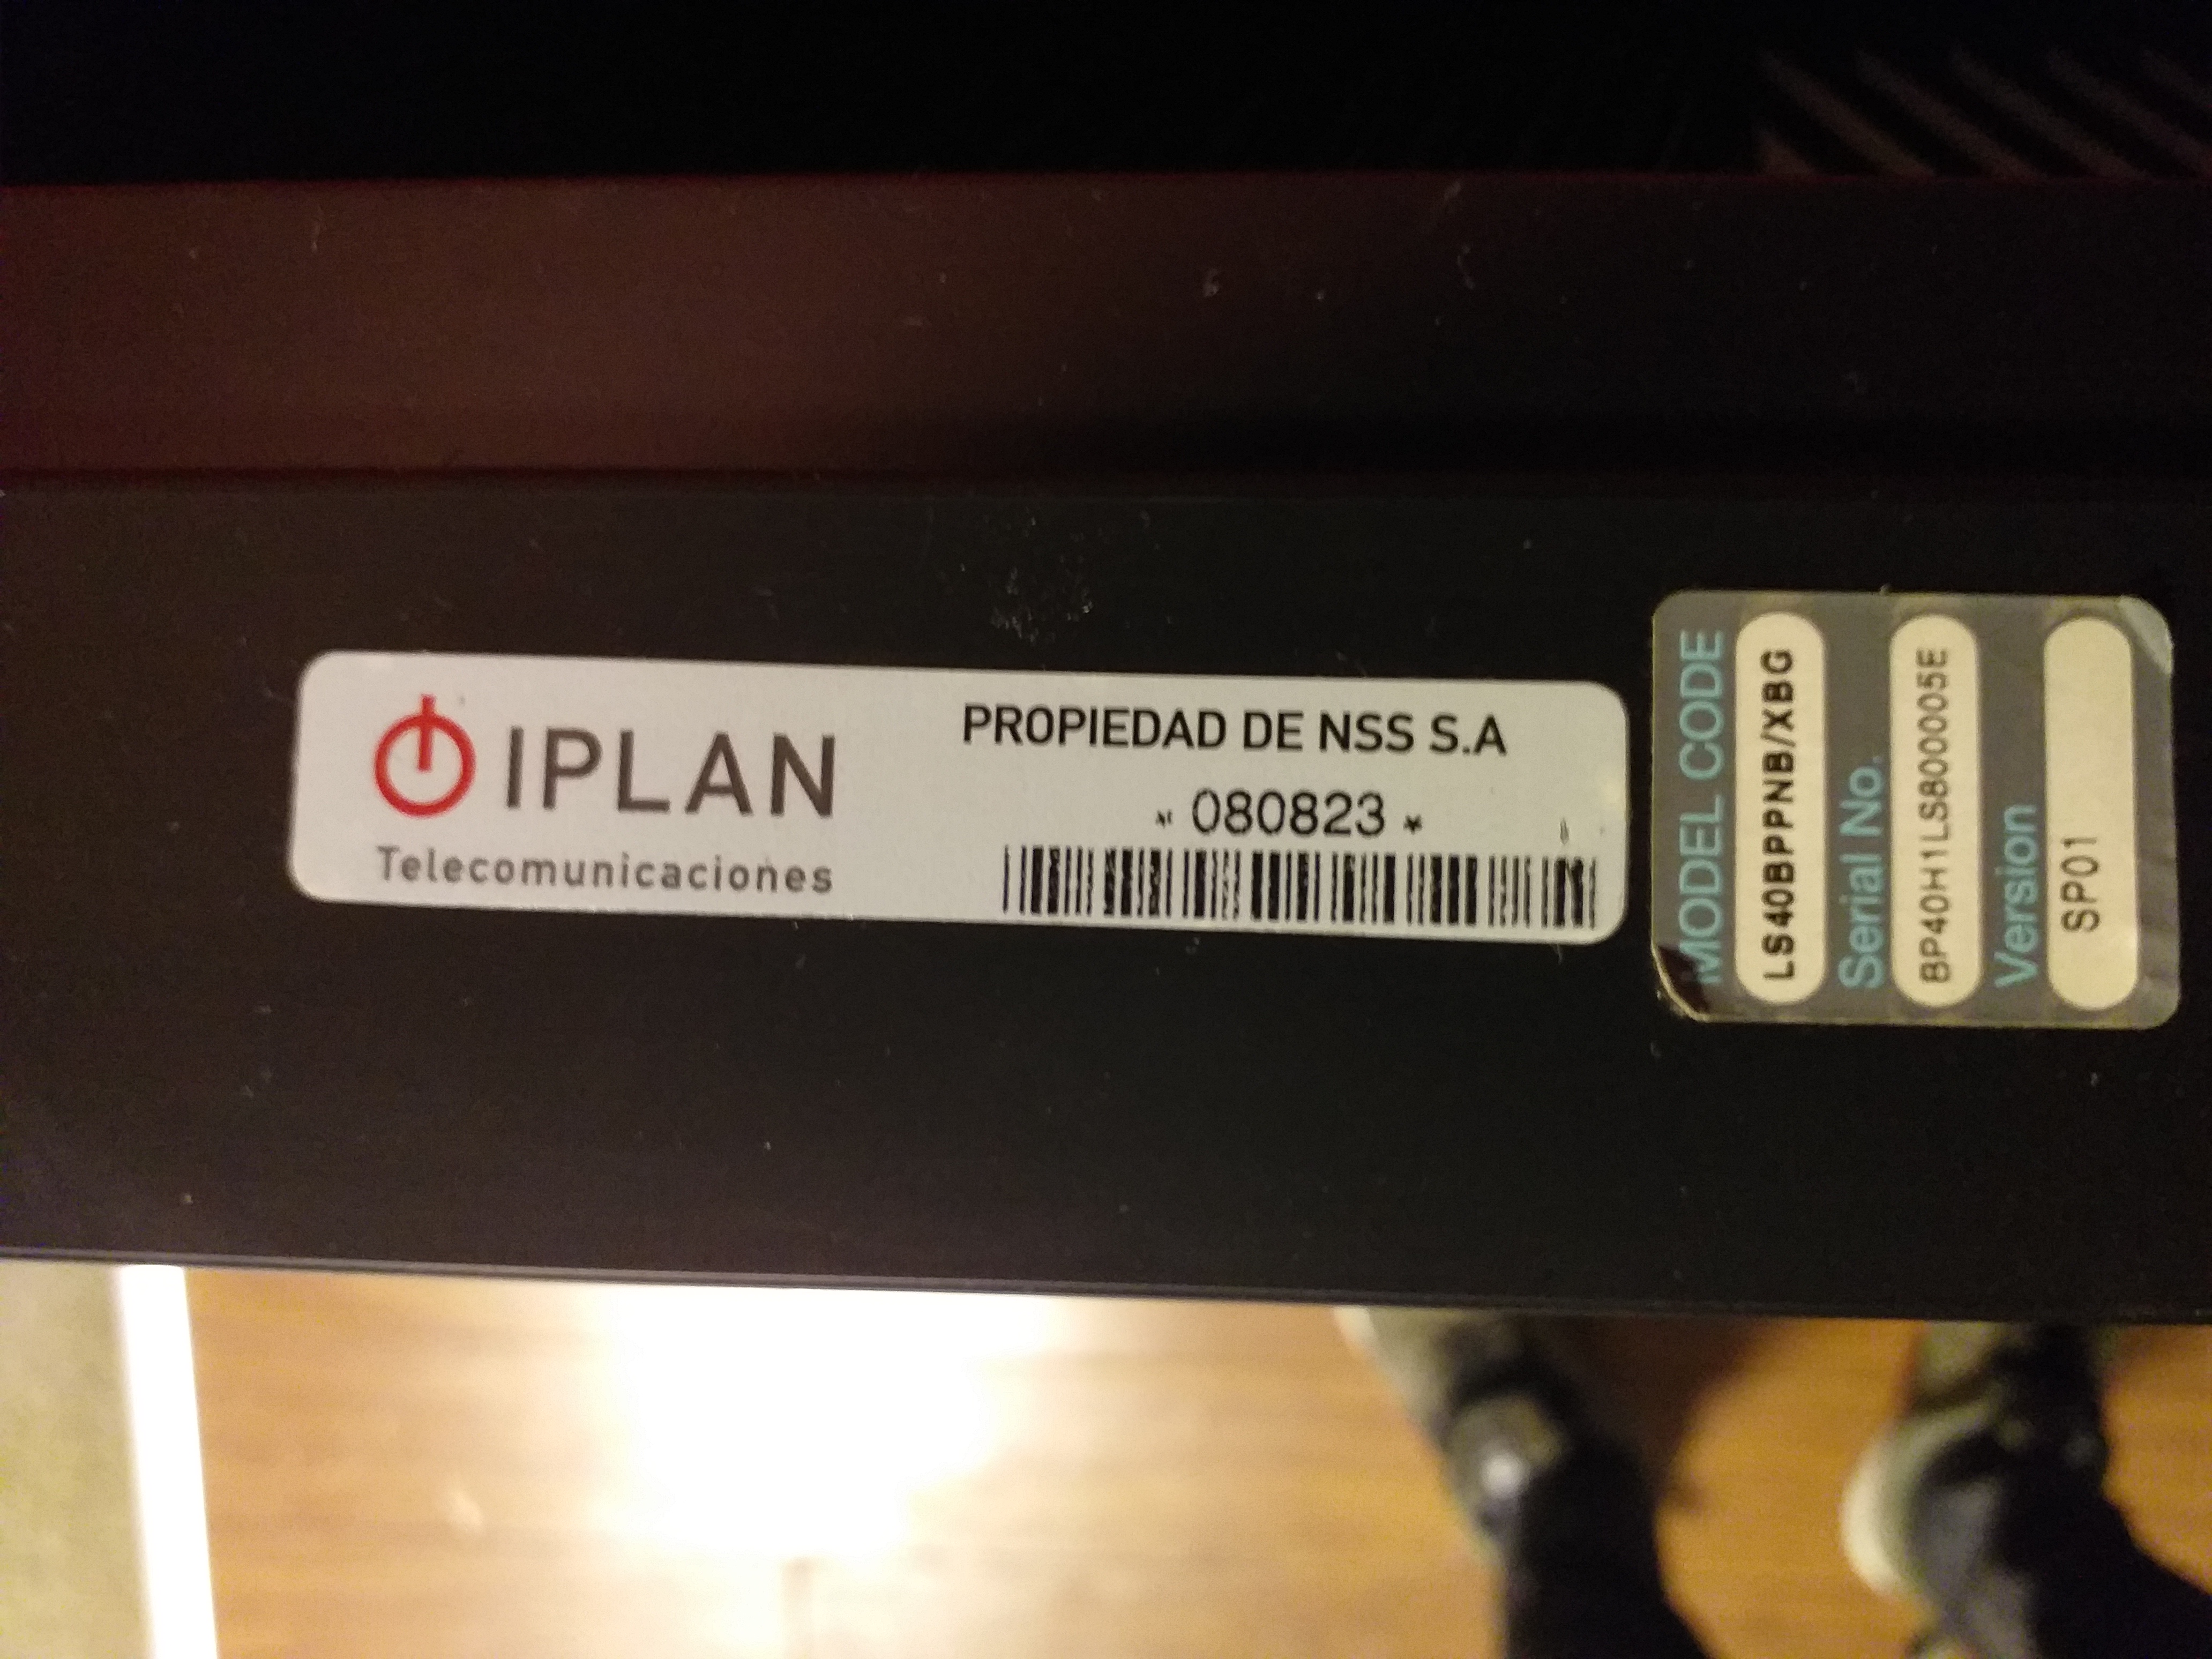 IPLAN
Telecomunicaciones
PROPIEDAD DE NSS S.A
* 080823 *
MODEL CODE
LS40BPPNB/XBG
Serial No.
BP40H1LS800005E
Version
SP01